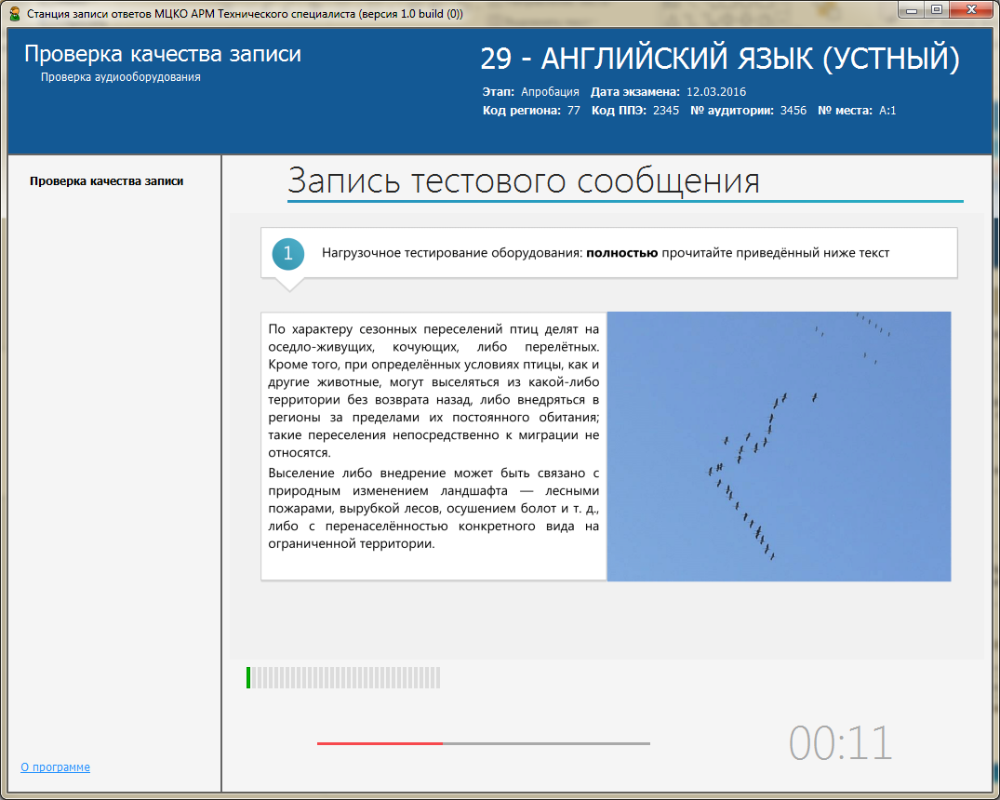 Станция записи ответов МЦКО АРМ Технического специалиста (версия 1.0 build (0))
Проверка качества записи
Проверка аудиооборудования
29 - АНГЛИЙСКИЙ ЯЗЫК (УСТНЫЙ)
Этап: Апробация Дата экзамена: 12.03.2016
Код региона: 77 Код ППЭ: 2345 № аудитории: 3456 № места: А:1
Проверка качества записи
Запись тестового сообщения
1 Нагрузочное тестирование оборудования: полностью прочитайте приведённый ниже текст
По характеру сезонных переселений птиц делят на
оседло-живущих, кочующих, либо перелётных.
Кроме того, при определённых условиях птицы, как и
другие животные, могут выселяться из какой-либо
территории без возврата назад, либо внедряться в
регионы за пределами их постоянного обитания;
такие переселения непосредственно к миграции не
относятся.
Выселение либо внедрение может быть связано с
природным изменением ландшафта — лесными
пожарами, вырубкой лесов, осушением болот и т. д.,
либо с перенаселённостью конкретного вида на
ограниченной территории.
00:11
О программе